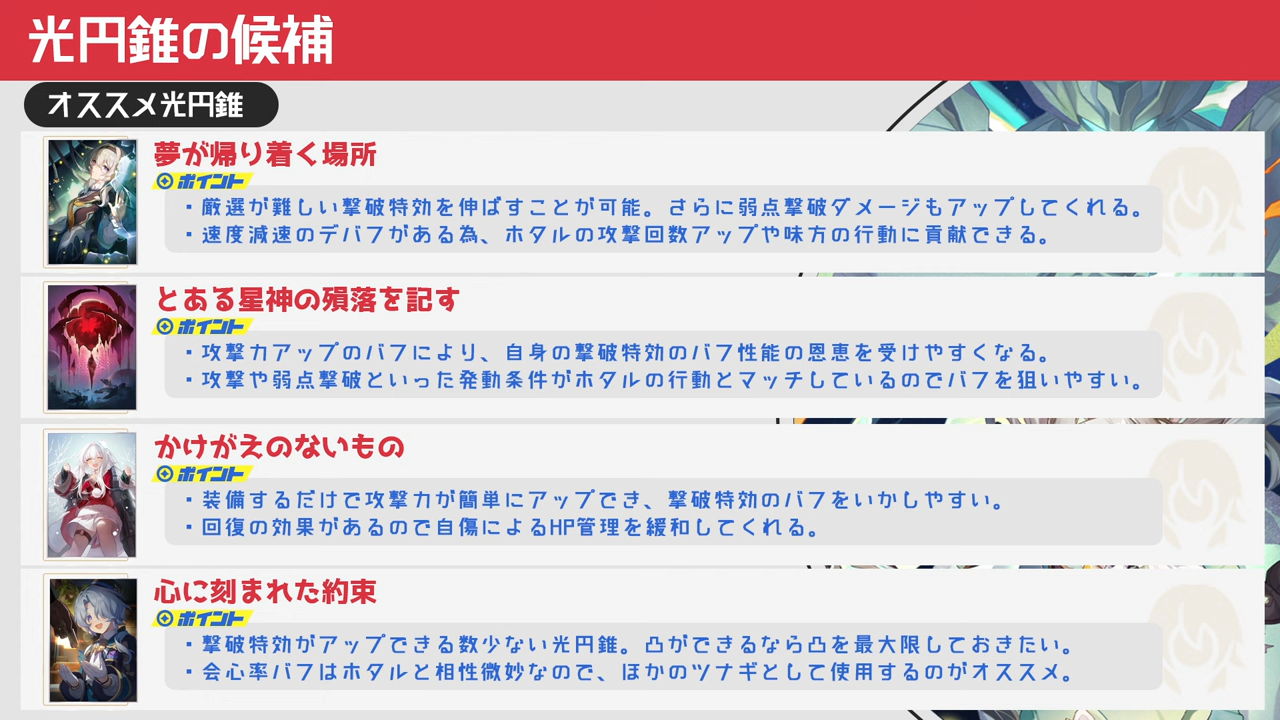 光円錐の候補
オススメ光円錐
夢が帰り着く場所
ポイント
・厳選が難しい撃破特効を伸ばすことが可能。さらに弱点撃破ダメージもアップしてくれる。
・速度減速のデバフがある為、ホタルの攻撃回数アップや味方の行動に貢献できる。
とある星神の殞落を記す
ポイント
・攻撃力アップのバフにより、自身の撃破特効のバフ性能の恩恵を受けやすくなる。
・攻撃や弱点撃破といった発動条件がホタルの行動とマッチしているのでバフを狙いやすい。
かけがえのないもの
ポイント
・装備するだけで攻撃力が簡単にアップでき、撃破特効のバフをいかしやすい。
・回復の効果があるので自傷によるHP管理を緩和してくれる。
心に刻まれた約束
ポイント
・撃破特効がアップできる数少ない光円錐。凸ができるなら凸を最大限しておきたい。
・会心率バフはホタルと相性微妙なので、ほかのツナギとして使用するのがオススメ。